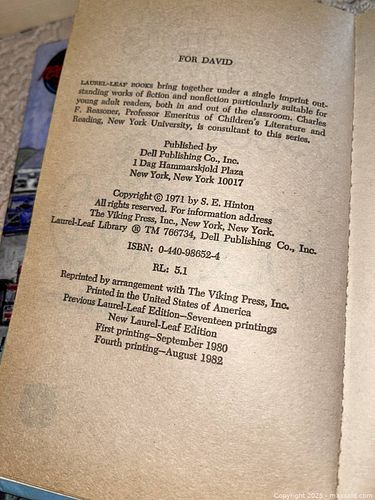 FOR DAVID
LAUREL-LEAF BOOKS bring together under a single imprint out-
standing works of fiction and nonfiction particularly suitable for
young adult readers, both in and out of the classroom. Charles
F. Reasoner, Professor Emeritus of Children's Literature and
Reading, New York University, is consultant to this series.
Published by
Dell Publishing Co., Inc.
1 Dag Hammarskjold Plaza
New York, New York 10017
Copyright © 1971 by S. E. Hinton
All rights reserved. For information address
The Viking Press, Inc., New York, New York.
Laurel-Leaf Library ® TM 766734, Dell Publishing Co., Inc.
ISBN: 0-440-98652-4
RL: 5.1
Reprinted by arrangement with The Viking Press, Inc.
Printed in the United States of America
Previous Laurel-Leaf Edition—Seventeen printings
New Laurel-Leaf Edition
First printing—September 1980
Fourth printing—August 1982